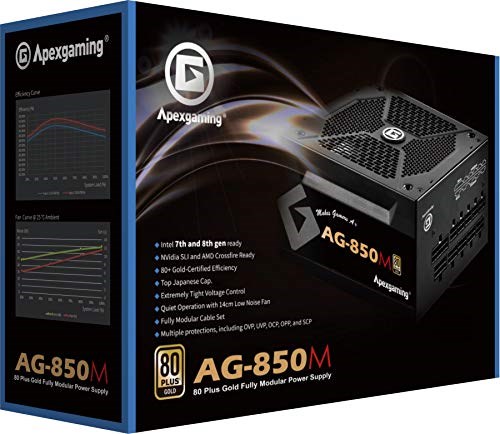 Apexgaming
Efficiency Curve
Fan Curve @ 25°C Ambient
AG-850M
80 Plus Gold Fully Modular Power Supply
Apexgaming
Makes Gamers A+
AG-850M
Apexgaming
Intel 7th and 8th gen ready
NVidia SLI and AMD Crossfire Ready
80+ Gold-Certified Efficiency
Top Japanese Cap.
Extremely Tight Voltage Control
Quiet Operation with 14cm Low Noise Fan
Fully Modular Cable Set
Multiple protections, including OVP, UVP, OCP, OPP, and SCP
80
PLUS
GOLD
AG-850M
80 Plus Gold Fully Modular Power Supply